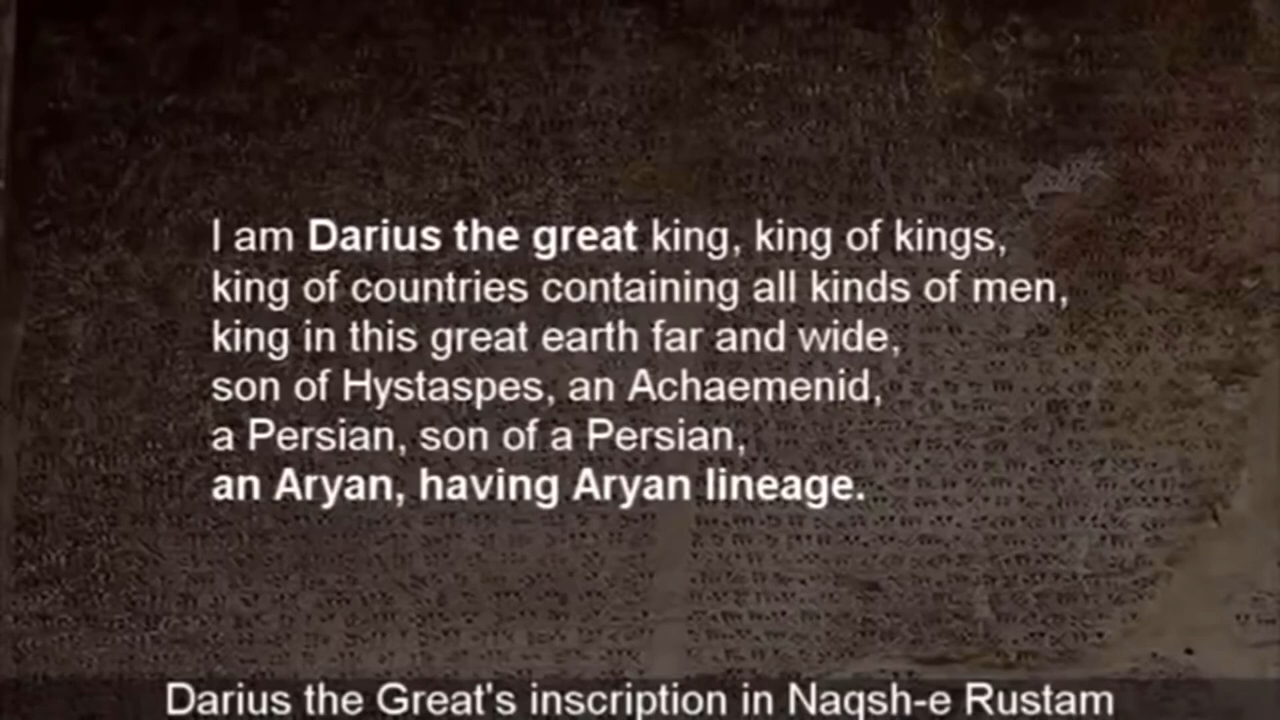 I am Darius the great king, king of kings,
king of countries containing all kinds of men,
king in this great earth far and wide,
son of Hystaspes, an Achaemenid,
a Persian, son of a Persian,
an Aryan, having Aryan lineage.
Darius the Great's inscription in Naqsh-e Rustam